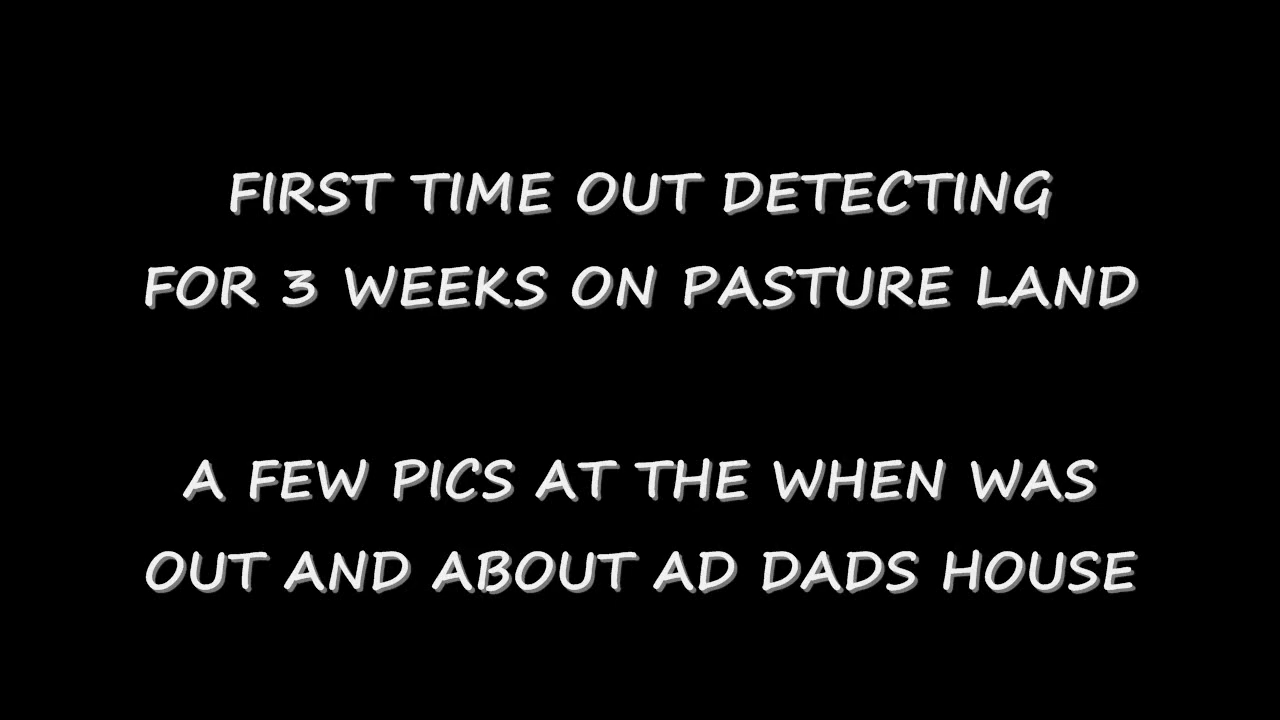 FIRST TIME OUT DETECTING
FOR 3 WEEKS ON PASTURE LAND
A FEW PICS AT THE WHEN WAS
OUT AND ABOUT AD DADS HOUSE